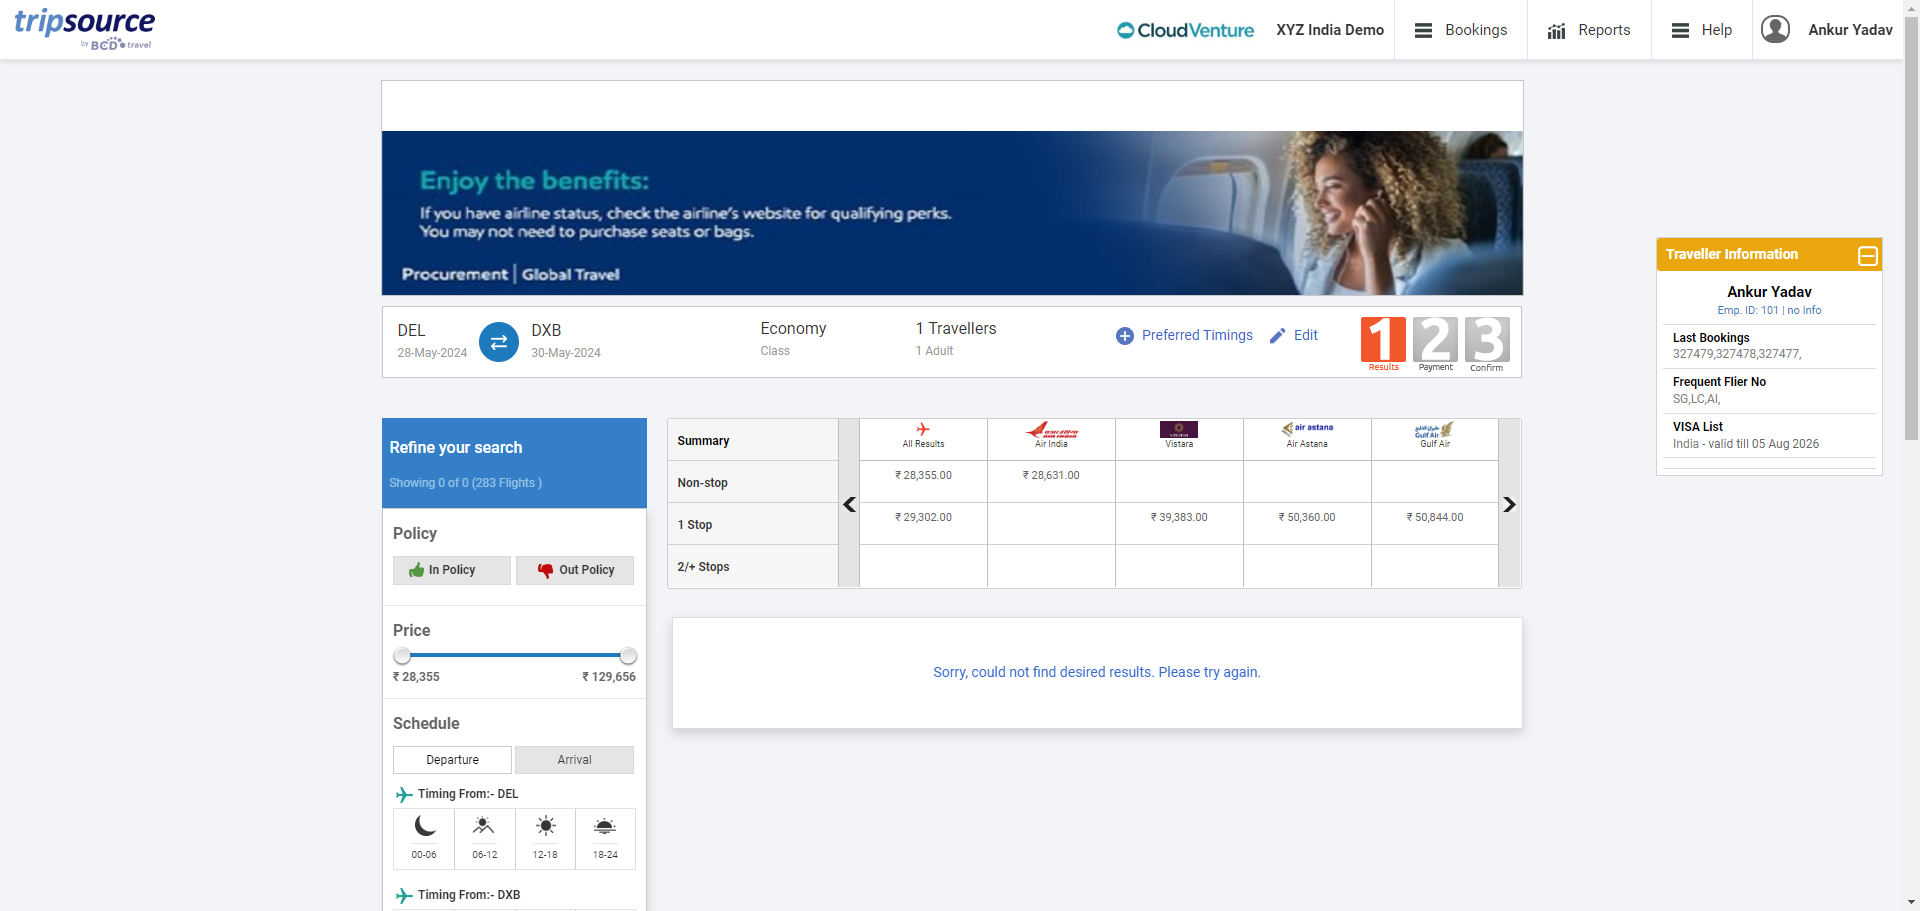 tripsource
by BCD travel
CloudVenture
XYZ India Demo
Bookings
Reports
Help
Ankur Yadav
Enjoy the benefits:
If you have airline status, check the airline's website for qualifying perks.
You may not need to purchase seats or bags.
Procurement | Global Travel
DEL
28-May-2024
DXB
30-May-2024
Economy
Class
1 Travellers
1 Adult
Preferred Timings
Edit
1 2 3
Results Payment Confirm
Traveller Information
Ankur Yadav
Emp. ID: 101 | no Info
Last Bookings
327479,327478,327477,
Frequent Flier No
SG,LC,AI,
VISA List
India - valid till 05 Aug 2026
Refine your search
Showing 0 of 0 (283 Flights )
Policy
In Policy
Out Policy
Price
₹ 28,355 ₹ 129,656
Schedule
Departure
Arrival
Timing From:- DEL
00-06 06-12 12-18 18-24
Timing From:- DXB
Summary
All Results
AIR INDIA
Air India
Vistara
air astana
Air Astana
Gulf Air
Gulf Air
Non-stop ₹ 28,355.00 ₹ 28,631.00
1 Stop ₹ 29,302.00 ₹ 39,383.00 ₹ 50,360.00 ₹ 50,844.00
2/+ Stops
Sorry, could not find desired results. Please try again.